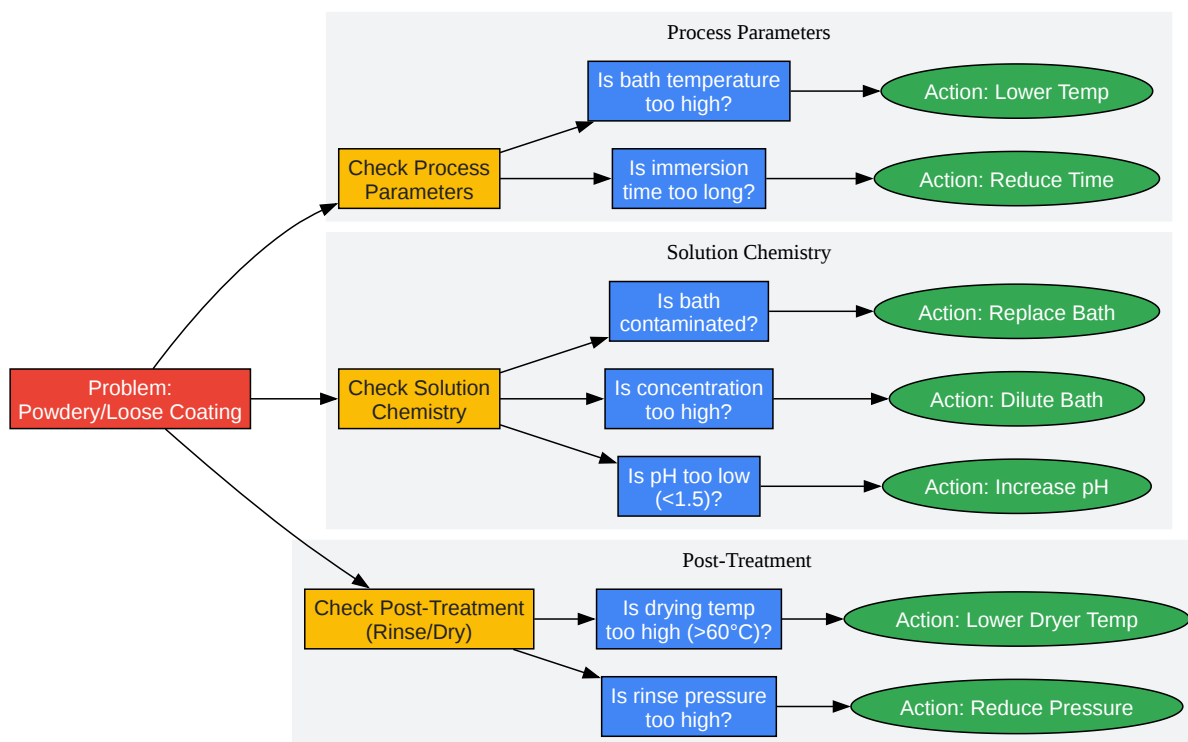 Process Parameters
Is bath temperature
too high?
Action: Lower Temp
Check Process
Parameters
Is immersion
time too long?
Action: Reduce Time
Solution Chemistry
Is bath
contaminated?
Action: Replace Bath
Problem:
Powdery/Loose Coating
Check Solution
Chemistry
Is concentration
too high?
Action: Dilute Bath
Is pH too low
(<1.5)?
Action: Increase pH
Post-Treatment
Check Post-Treatment
(Rinse/Dry)
Is drying temp
too high (>60°C)?
Action: Lower Dryer Temp
Is rinse pressure
too high?
Action: Reduce Pressure